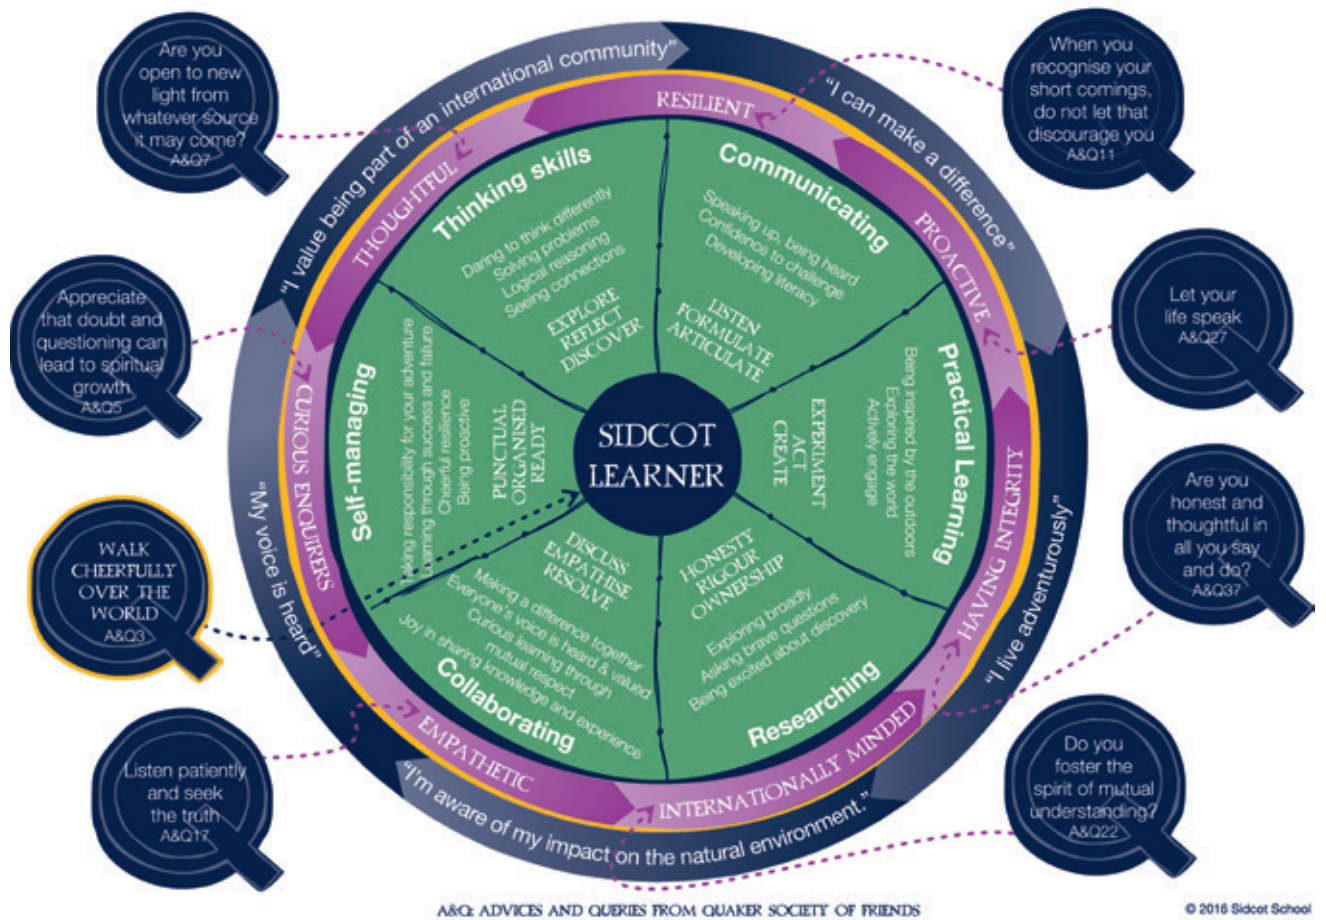 Are you
open to new
light from
whatever source
it may come?
A&Q7
Appreciate
that doubt and
questioning can
lead to spiritual
growth
A&Q5
WALK
CHEERFULLY
OVER THE
WORLD
A&Q3
Listen patiently
and seek
the truth
A&Q17
When you
recognise your
short comings,
do not let that
discourage you
A&Q11
Let your
life speak
A&Q27
Are you
honest and
thoughtful in
all you say
and do?
A&Q37
Do you
foster the
spirit of mutual
understanding?
A&Q22
"I value being part of an international community"
"I can make a difference"
"I live adventurously"
"I'm aware of my impact on the natural environment."
"My voice is heard"
RESILIENT
PROACTIVE
HAVING INTEGRITY
INTERNATIONALLY MINDED
EMPATHETIC
CURIOUS ENQUIRERS
THOUGHTFUL
Thinking skills
Daring to think differently
Solving problems
Logical reasoning
Seeing connections
EXPLORE
REFLECT
DISCOVER
Communicating
Speaking up, being heard
Confidence to challenge
Developing literacy
LISTEN
FORMULATE
ARTICULATE
Practical Learning
Being inspired by the outdoors
Exploring the world
Actively engage
EXPERIMENT
ACT
CREATE
HONESTY
RIGOUR
OWNERSHIP
Exploring broadly
Asking brave questions
Being excited about discovery
Researching
DISCUSS
EMPATHISE
RESOLVE
Making a difference together
Everyone's voice is heard & valued
Curious learning through
mutual respect
Joy in sharing knowledge and experience
Collaborating
Self-managing
Taking responsibility for your adventure
Learning through success and failure
Cheerful resilience
Being proactive
PUNCTUAL
ORGANISED
READY
SIDCOT
LEARNER
A&Q: ADVICES AND QUERIES FROM QUAKER SOCIETY OF FRIENDS
© 2016 Sidcot School